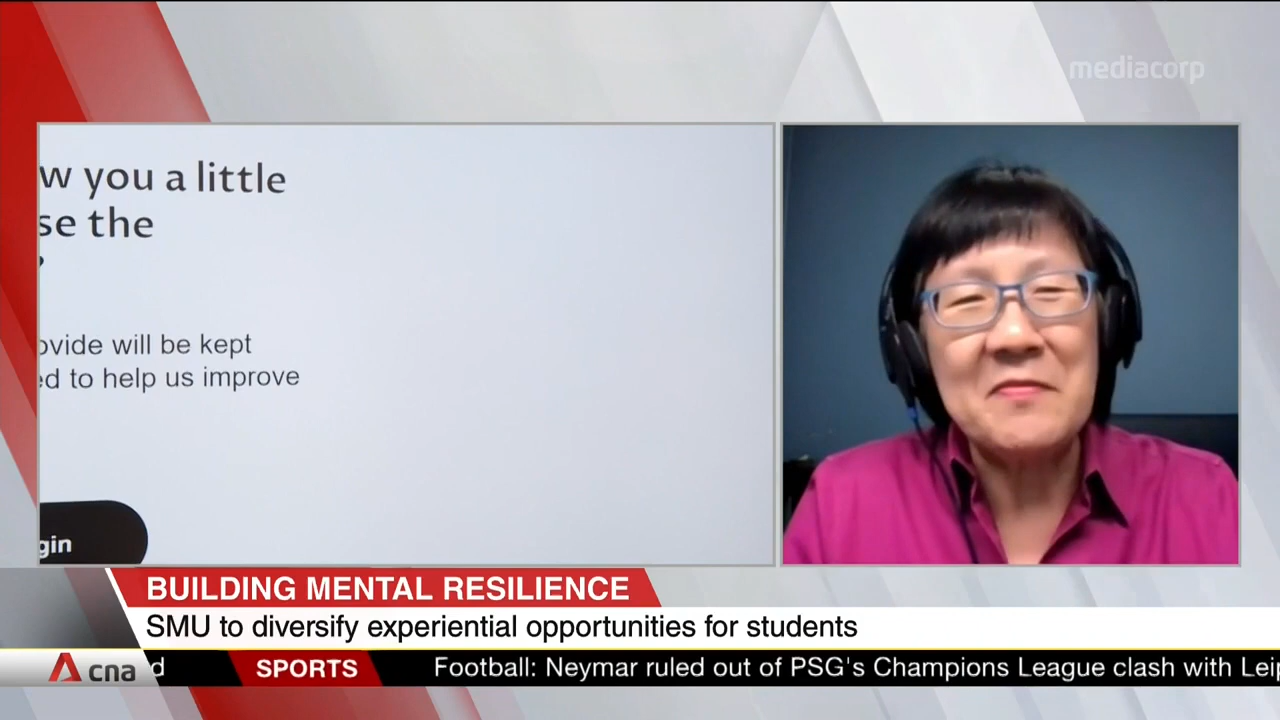 mediacorp
w you a little
se the
?
ovide will be kept
ed to help us improve
gin
BUILDING MENTAL RESILIENCE
SMU to diversify experiential opportunities for students
cna
d
SPORTS
Football: Neymar ruled out of PSG's Champions League clash with Leip